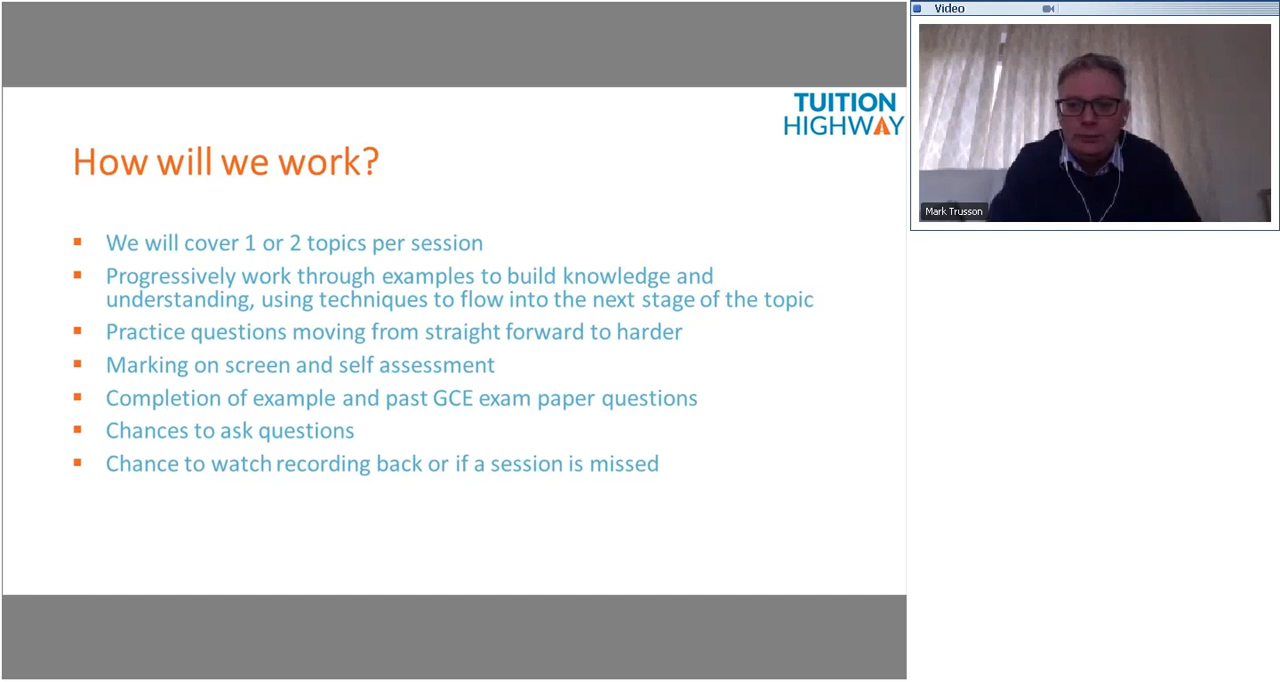 TUITION
HIGHWAY
How will we work?
We will cover 1 or 2 topics per session
Progressively work through examples to build knowledge and
understanding, using techniques to flow into the next stage of the topic
Practice questions moving from straight forward to harder
Marking on screen and self assessment
Completion of example and past GCE exam paper questions
Chances to ask questions
Chance to watch recording back or if a session is missed
Video
Mark Trusson